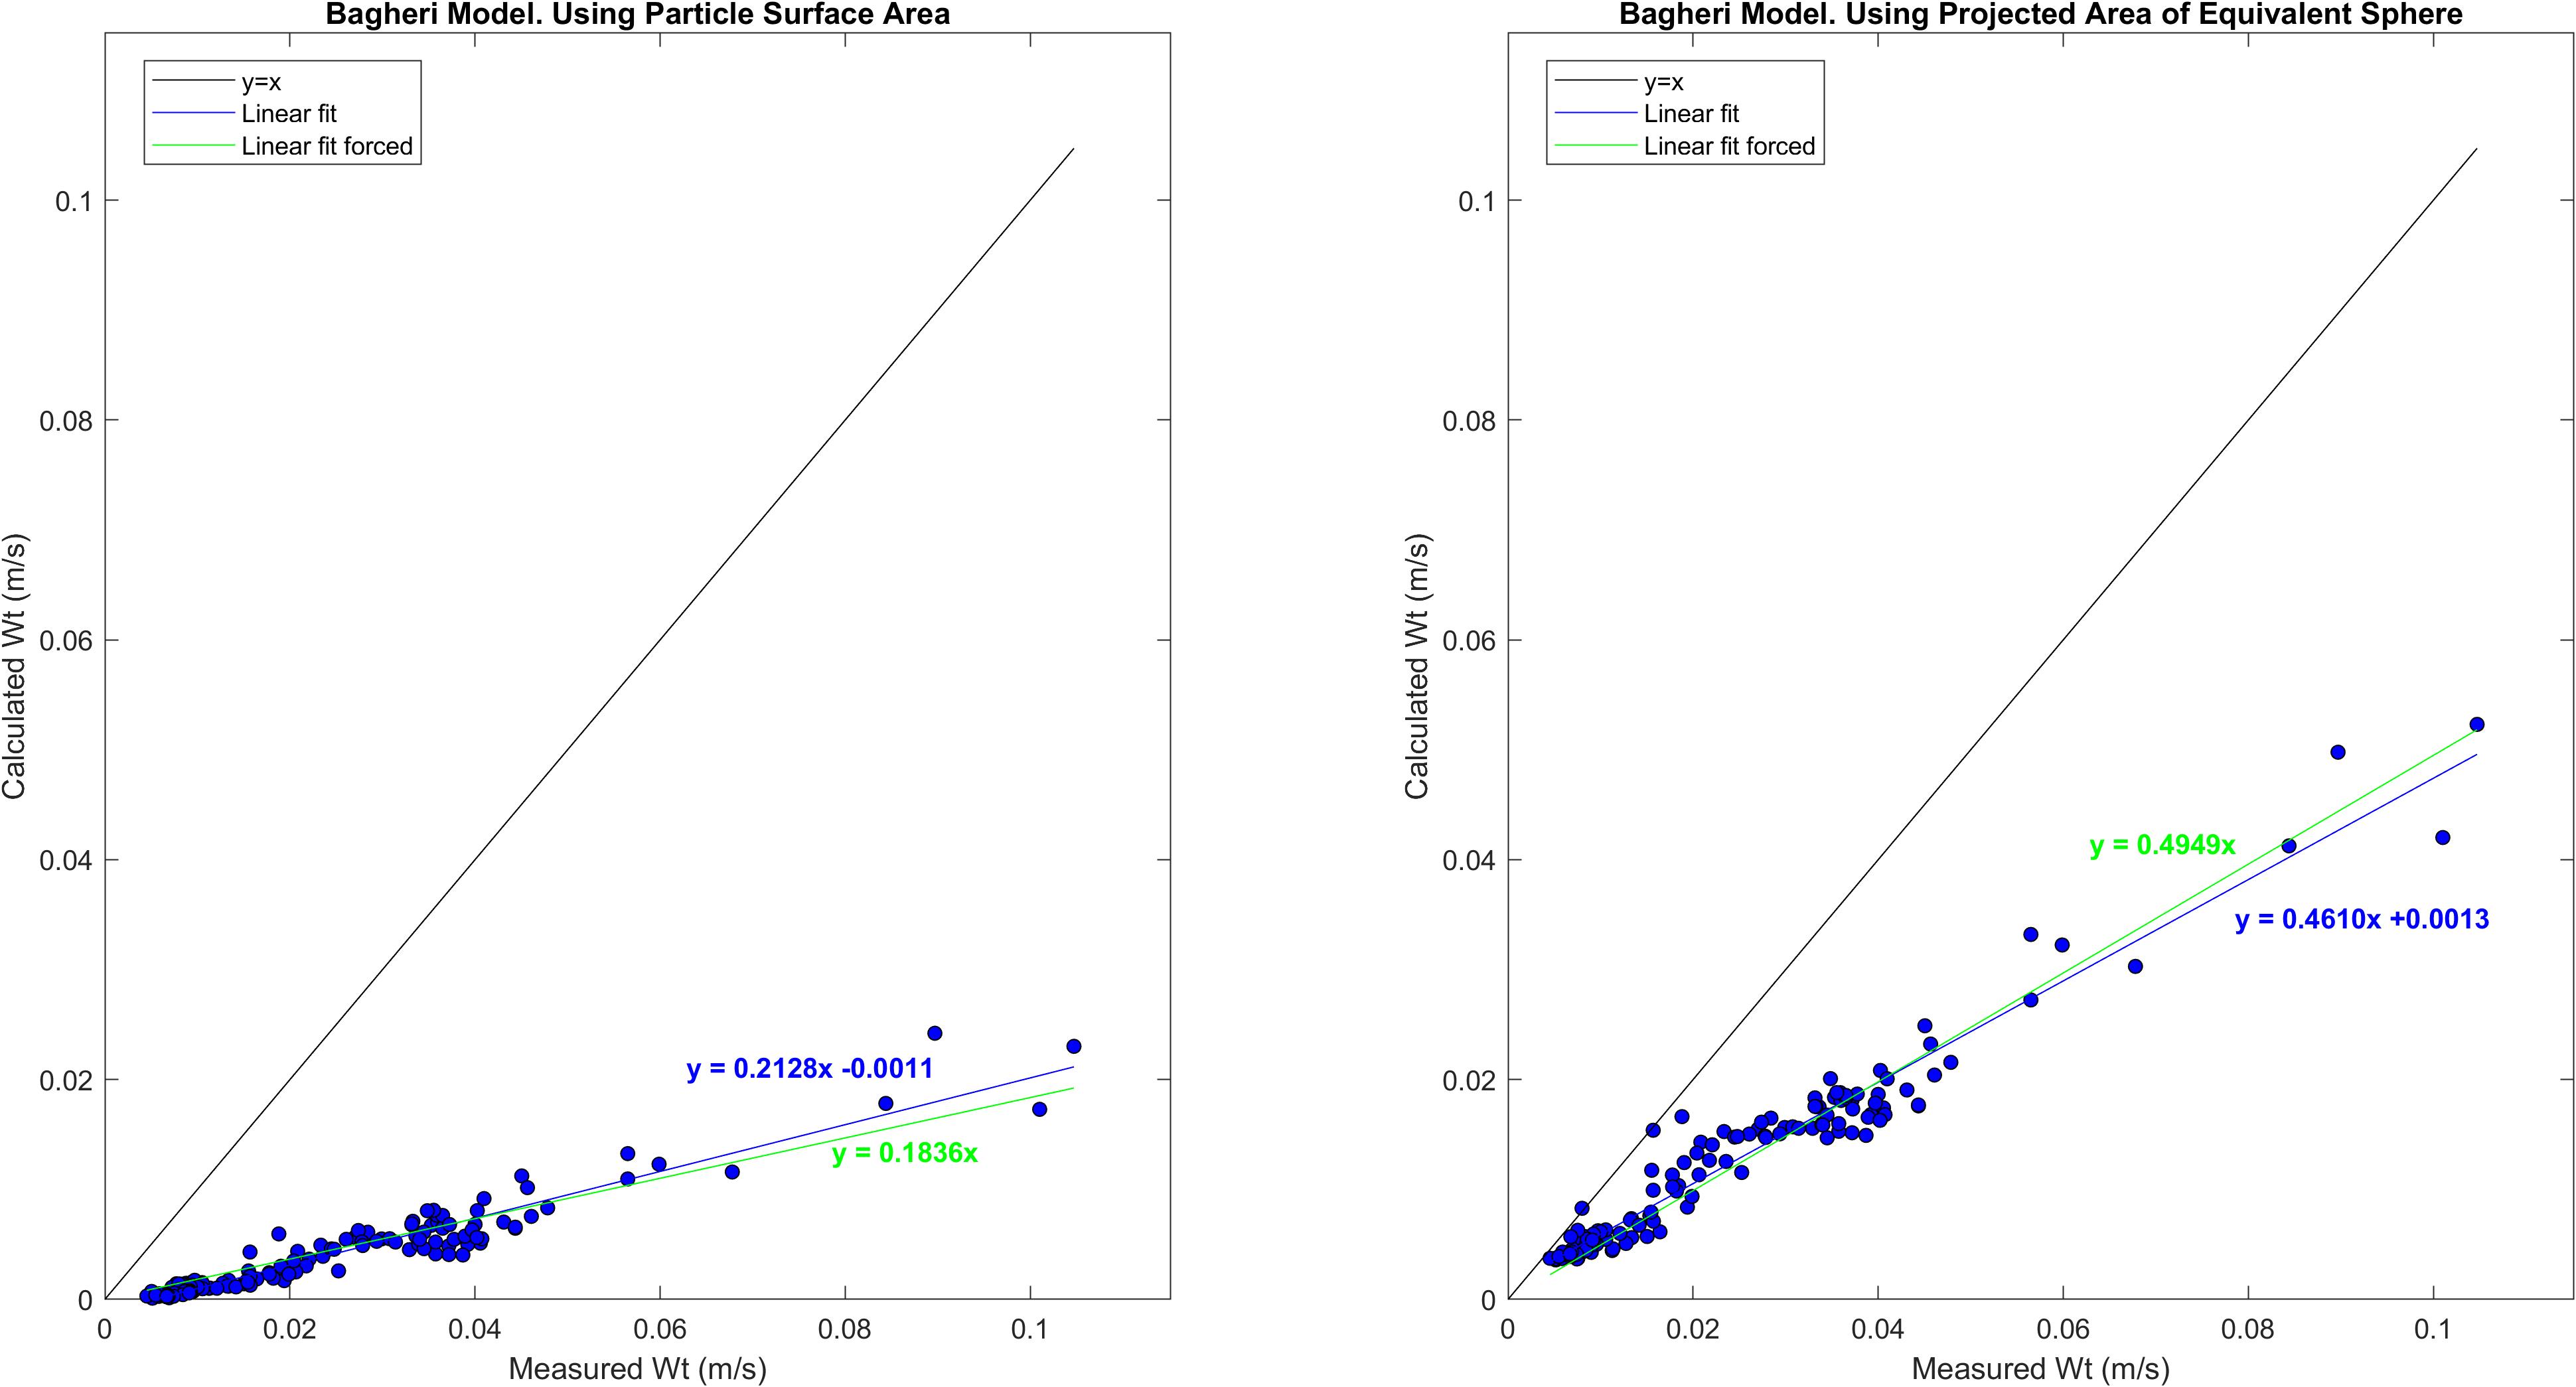 Bagheri Model. Using Particle Surface Area
y=x
Linear fit
Linear fit forced
0.1
0.08
0.06
0.04
0.02
0
Calculated Wt (m/s)
y = 0.2128x -0.0011
y = 0.1836x
0
0.02
0.04
0.06
0.08
0.1
Measured Wt (m/s)
Bagheri Model. Using Projected Area of Equivalent Sphere
y=x
Linear fit
Linear fit forced
0.1
0.08
0.06
0.04
0.02
0
Calculated Wt (m/s)
y = 0.4949x
y = 0.4610x +0.0013
0
0.02
0.04
0.06
0.08
0.1
Measured Wt (m/s)